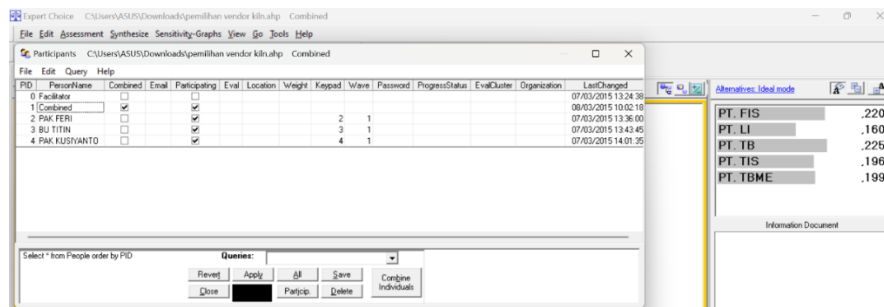 Expert Choice C:\Users\ASUS\Downloads\pemilihan vendor kiln.ahp Combined
File Edit Assessment Synthesize Sensitivity-Graphs View Go Tools Help
Participants C:\Users\ASUS\Downloads\pemilihan vendor kiln.ahp Combined
File Edit Query Help
PID PersonName Combined Email Participating Eval Location Weight Keypad Wave Password ProgressStatus EvalCluster Organization LastChanged
0 Facilitator 07/03/2015 13:24:38
1 Combined 08/03/2015 10:02:18
2 PAK FERI 2 1 07/03/2015 13:36:00
3 BU TITIN 3 1 07/03/2015 13:43:45
4 PAK KUSIYANTO 4 1 07/03/2015 14:01:35
Select * from People order by PID
Queries:
Revert Apply All Save
Close Particip. Delete
Combine Individuals
Alternatives: Ideal mode
PT. FIS .220
PT. LI .160
PT. TB .225
PT. TIS .196
PT. TBME .199
Information Document